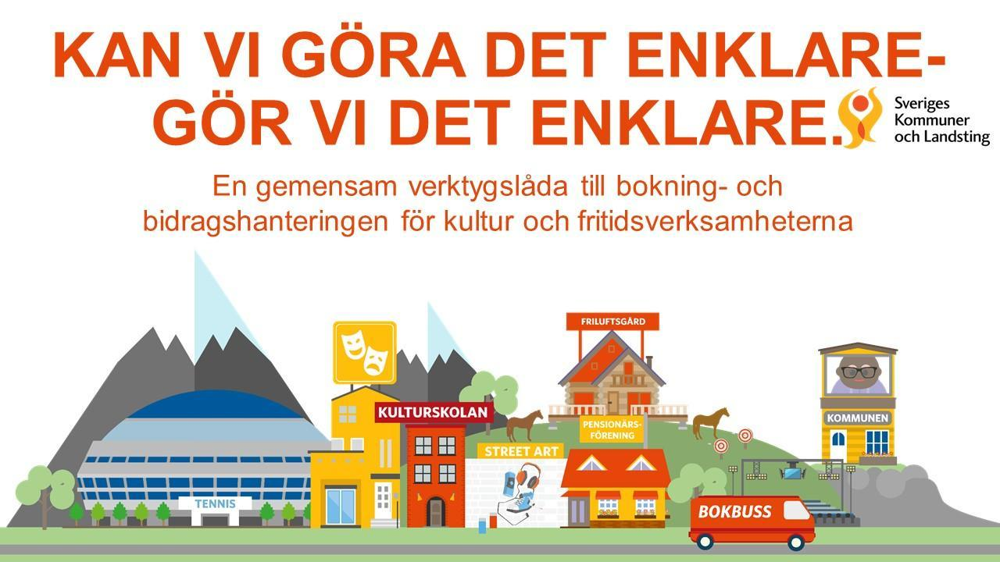 KAN VI GÖRA DET ENKLARE-
GÖR VI DET ENKLARE.
Sveriges
Kommuner
och Landsting
En gemensam verktygslåda till bokning- och
bidragshanteringen för kultur och fritidsverksamheterna
FRILUFTSGÅRD
KULTURSKOLAN
KOMMUNEN
PENSIONÄRS-
FÖRENING
STREET ART
TENNIS
BOKBUSS